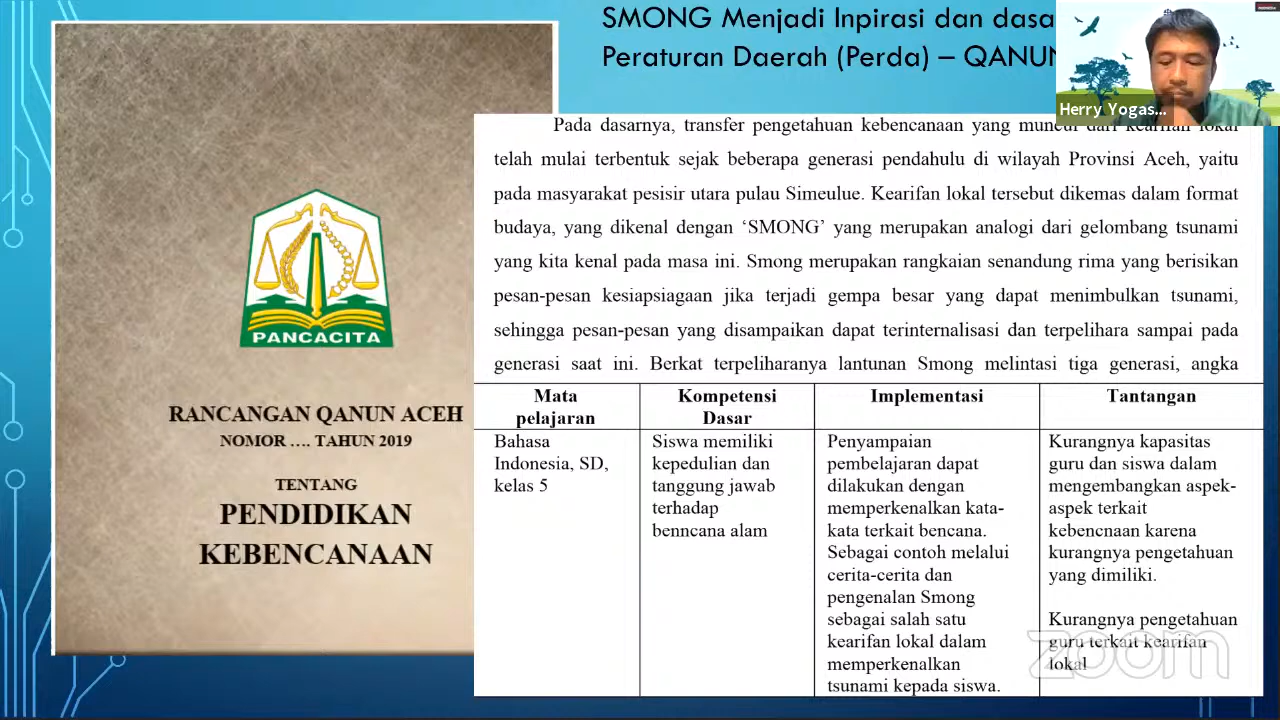 SMONG Menjadi Inpirasi dan dasa
Peraturan Daerah (Perda) – QANUN
Herry Yogas...
PANCACITA
RANCANGAN QANUN ACEH
NOMOR .... TAHUN 2019
TENTANG
PENDIDIKAN
KEBENCANAAN
Pada dasarnya, transfer pengetahuan kebencanaan yang muncul dari kearifan lokal
telah mulai terbentuk sejak beberapa generasi pendahulu di wilayah Provinsi Aceh, yaitu
pada masyarakat pesisir utara pulau Simeulue. Kearifan lokal tersebut dikemas dalam format
budaya, yang dikenal dengan ‘SMONG’ yang merupakan analogi dari gelombang tsunami
yang kita kenal pada masa ini. Smong merupakan rangkaian senandung rima yang berisikan
pesan-pesan kesiapsiagaan jika terjadi gempa besar yang dapat menimbulkan tsunami,
sehingga pesan-pesan yang disampaikan dapat terinternalisasi dan terpelihara sampai pada
generasi saat ini. Berkat terpeliharanya lantunan Smong melintasi tiga generasi, angka
Mata
pelajaran
Kompetensi
Dasar
Implementasi
Tantangan
Bahasa
Indonesia, SD,
kelas 5
Siswa memiliki
kepedulian dan
tanggung jawab
terhadap
benncana alam
Penyampaian
pembelajaran dapat
dilakukan dengan
memperkenalkan kata-
kata terkait bencana.
Sebagai contoh melalui
cerita-cerita dan
pengenalan Smong
sebagai salah satu
kearifan lokal dalam
memperkenalkan
tsunami kepada siswa.
Kurangnya kapasitas
guru dan siswa dalam
mengembangkan aspek-
aspek terkait
kebencnaan karena
kurangnya pengetahuan
yang dimiliki.
Kurangnya pengetahuan
guru terkait kearifan
lokal
zoom